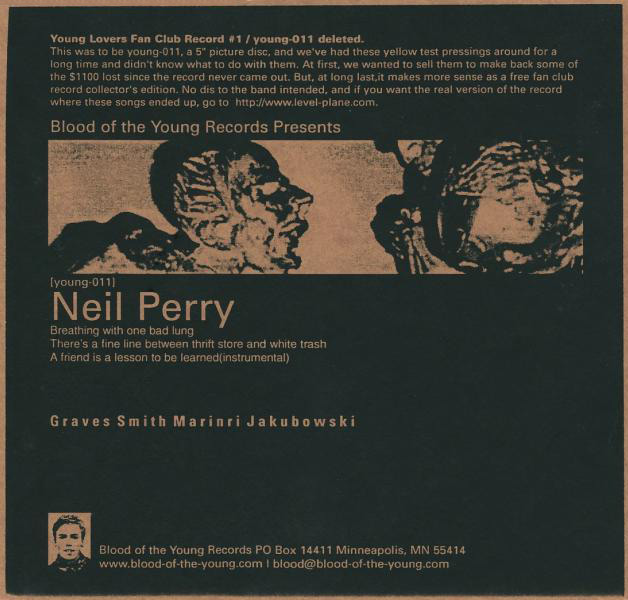 Young Lovers Fan Club Record #1 / young-011 deleted.
This was to be young-011, a 5" picture disc, and we've had these yellow test pressings around for a
long time and didn't know what to do with them. At first, we wanted to sell them to make back some of
the $1100 lost since the record never came out. But, at long last,it makes more sense as a free fan club
record collector's edition. No dis to the band intended, and if you want the real version of the record
where these songs ended up, go to http://www.level-plane.com.
Blood of the Young Records Presents
[young-011]
Neil Perry
Breathing with one bad lung
There's a fine line between thrift store and white trash
A friend is a lesson to be learned(instrumental)
Graves Smith Marinri Jakubowski
Blood of the Young Records PO Box 14411 Minneapolis, MN 55414
www.blood-of-the-young.com | blood@blood-of-the-young.com